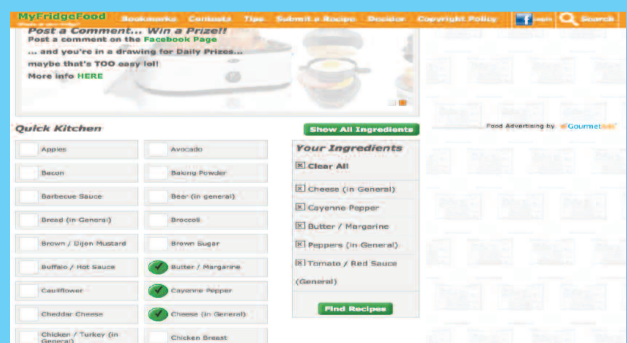 MyFridgeFood
Bookmarks Contests Tips Submit a Recipe Desktop Copyright Policy Search
Post a Comment... Win a Prize!!
Post a comment on the Facebook Page
... and you're in a drawing for Daily Prizes...
maybe that's TOO easy lol!
More info HERE
Quick Kitchen
Show All Ingredients
Food Advertising by
Apples
Avocado
Bacon
Baking Powder
Barbecue Sauce
Beer (in general)
Bread (in General)
Broccoli
Brown / Dijon Mustard
Brown Sugar
Buffalo / Hot Sauce
Butter / Margarine
Cauliflower
Cayenne Pepper
Cheddar Cheese
Cheese (in General)
Chicken / Turkey (in
General)
Chicken Breast
Your Ingredients
Clear All
Cheese (in General)
Cayenne Pepper
Butter / Margarine
Peppers (in General)
Tomato / Red Sauce
(General)
Find Recipes